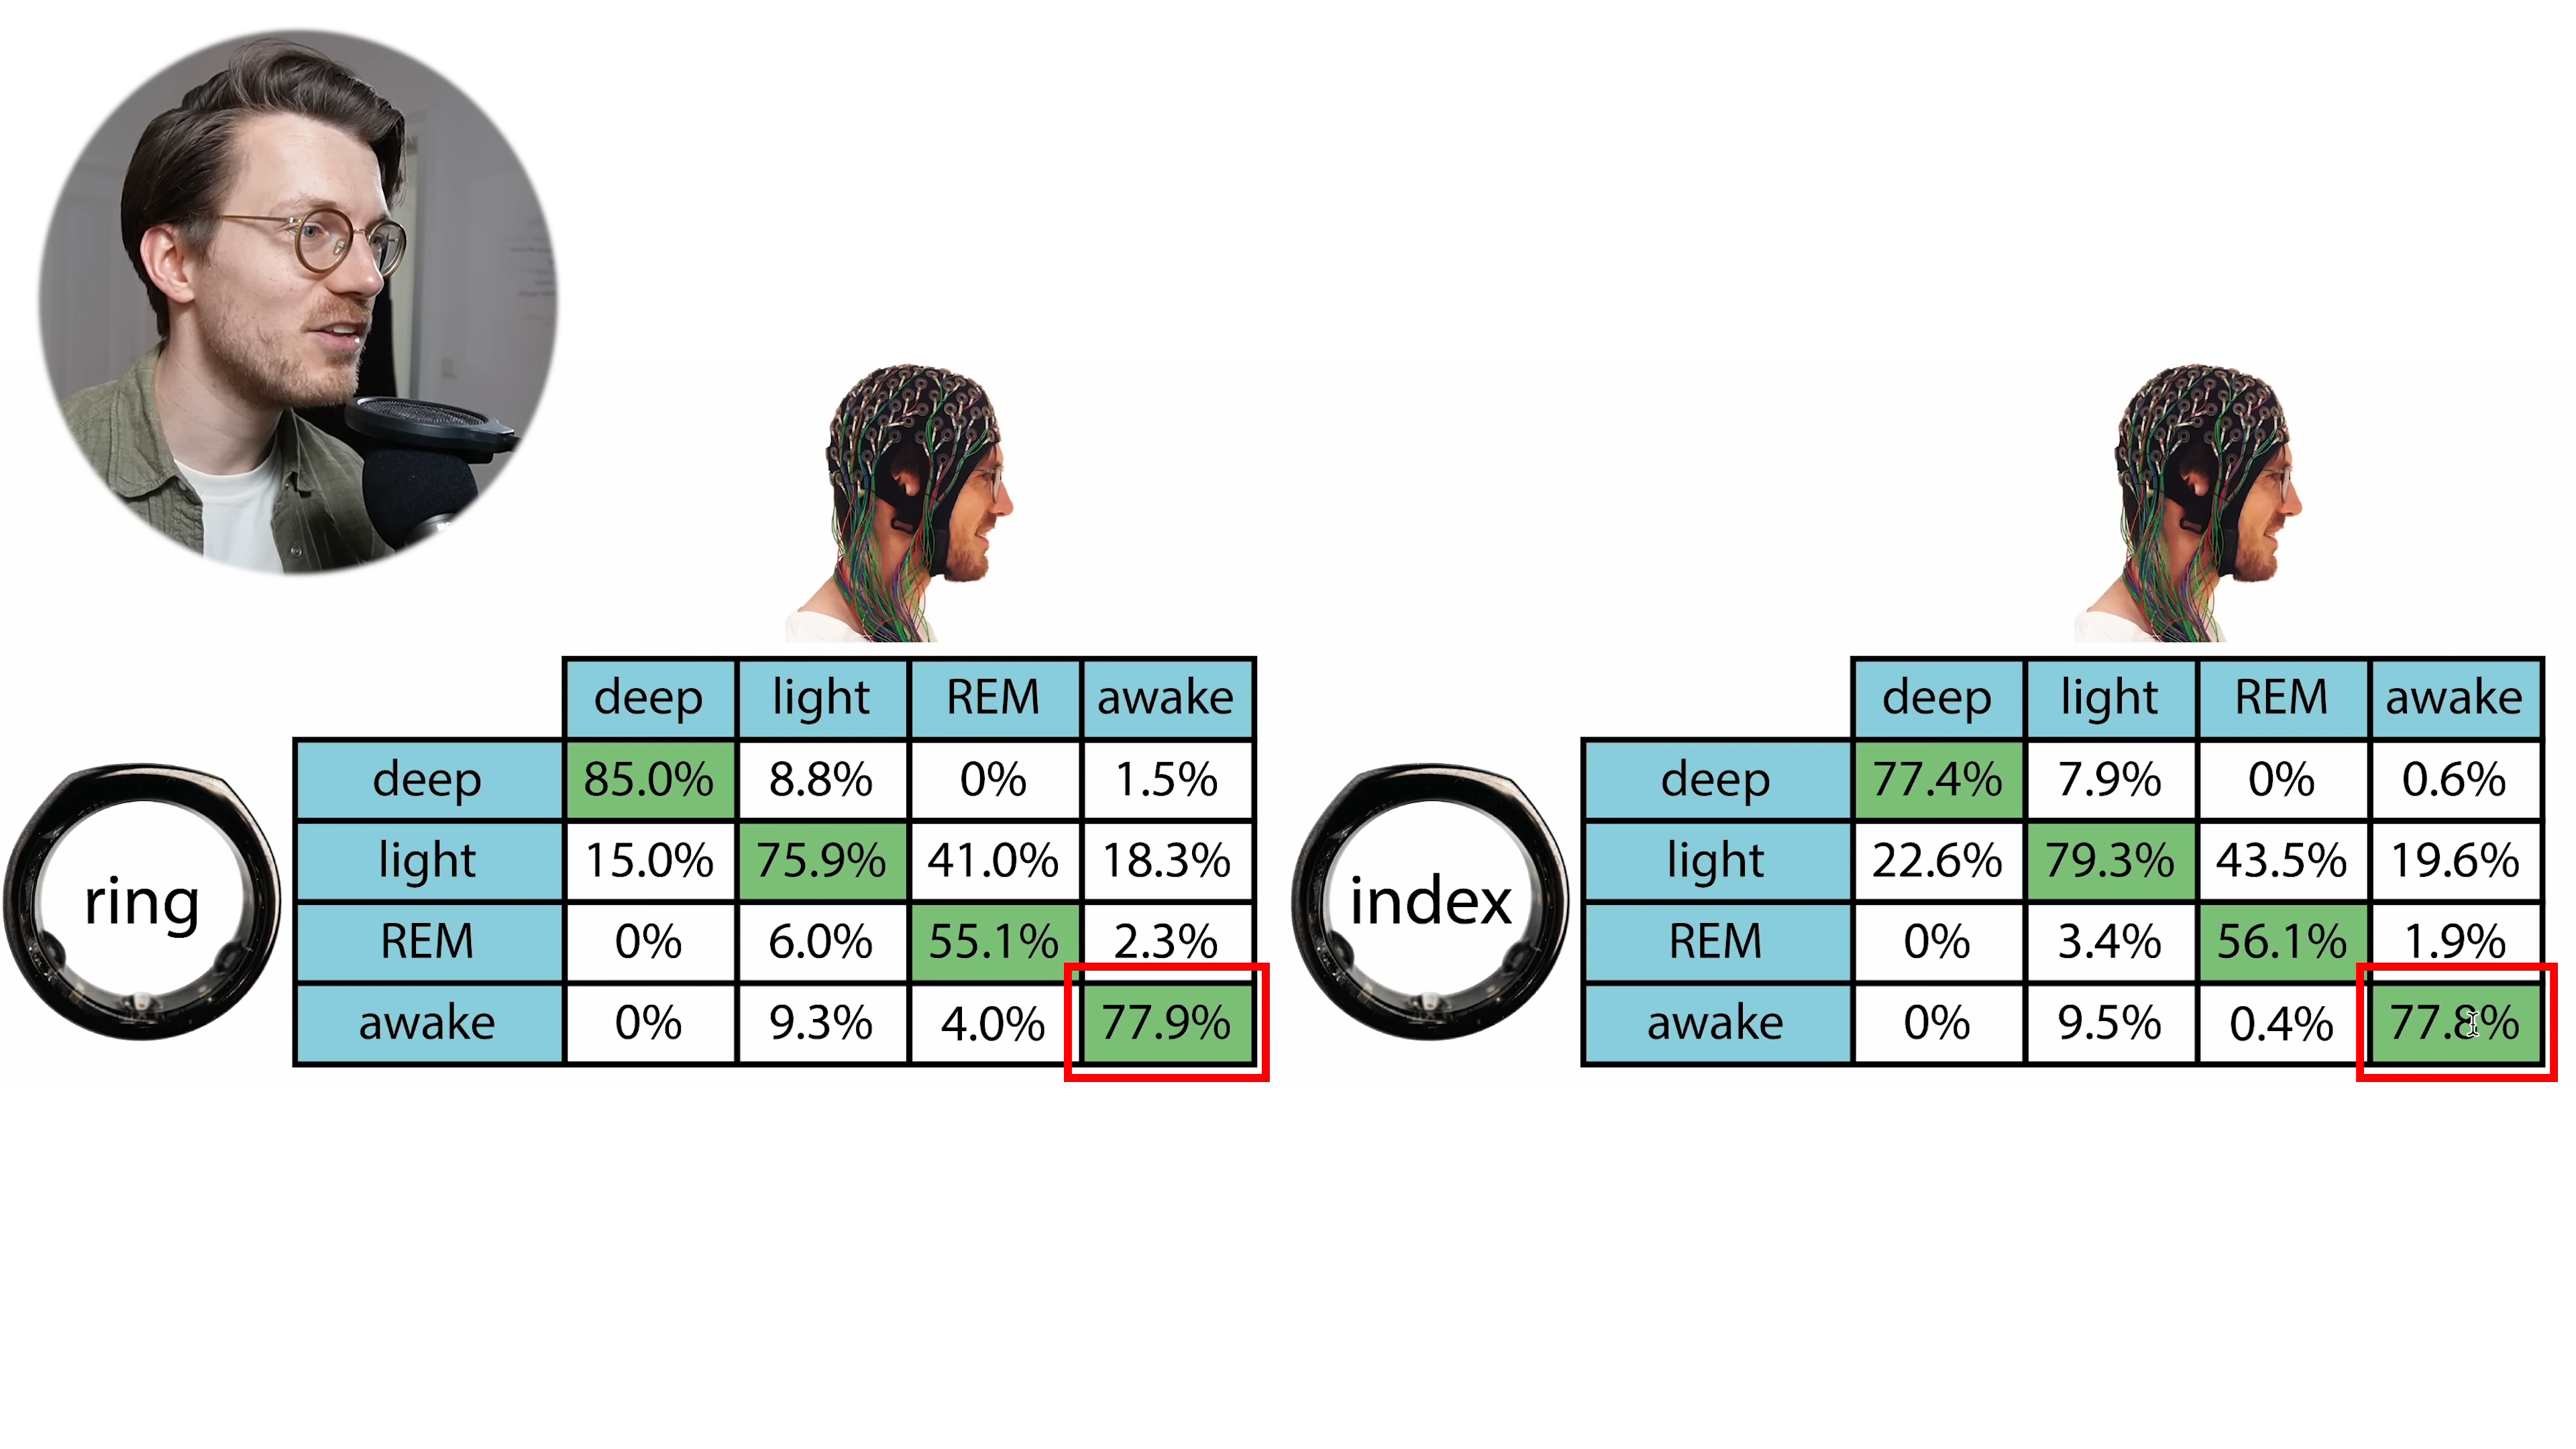 deep light REM awake
deep 85.0% 8.8% 0% 1.5%
light 15.0% 75.9% 41.0% 18.3%
ring
REM 0% 6.0% 55.1% 2.3%
awake 0% 9.3% 4.0% 77.9%
deep light REM awake
deep 77.4% 7.9% 0% 0.6%
light 22.6% 79.3% 43.5% 19.6%
index
REM 0% 3.4% 56.1% 1.9%
awake 0% 9.5% 0.4% 77.8%